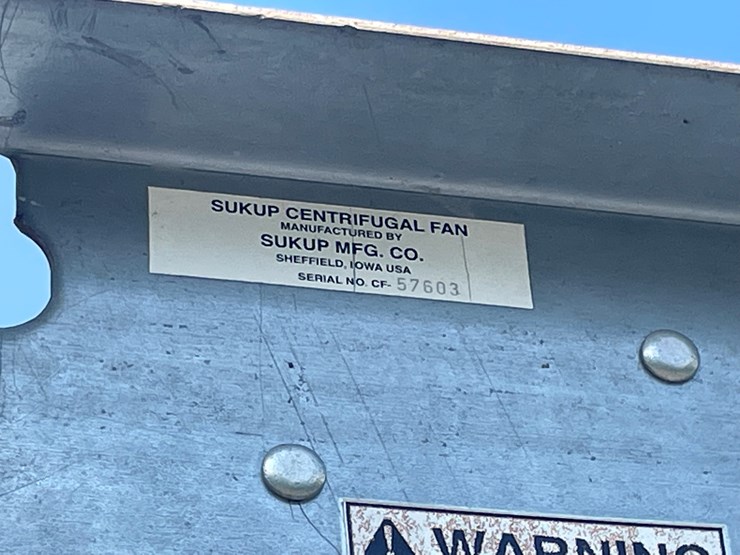 SUKUP CENTRIFUGAL FAN
MANUFACTURED BY
SUKUP MFG. CO.
SHEFFIELD, IOWA USA
SERIAL NO. CF- 57603
WARNING